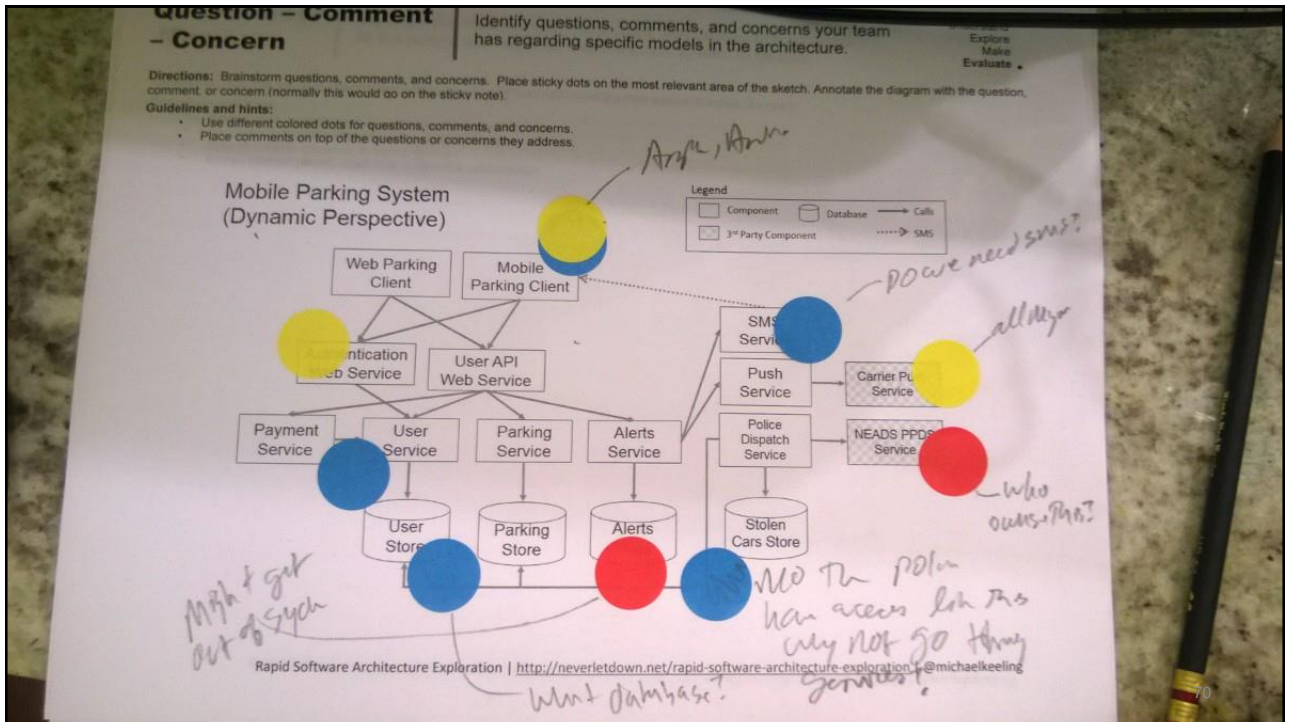 Question – Comment
– Concern
Identify questions, comments, and concerns your team
has regarding specific models in the architecture.
Explore
Make
Evaluate
Directions: Brainstorm questions, comments, and concerns. Place sticky dots on the most relevant area of the sketch. Annotate the diagram with the question,
comment, or concern (normally this would go on the sticky note).
Guidelines and hints:
• Use different colored dots for questions, comments, and concerns.
• Place comments on top of the questions or concerns they address.
Mobile Parking System
(Dynamic Perspective)
Legend
Component
Database
Calls
3rd Party Component
SMS
Do we need sms?
Web Parking
Client
Mobile
Parking Client
SMS
Web Service
User API
Web Service
Push
Service
Carrier
Service
Payment
Service
User
Service
Parking
Service
Alerts
Service
Police
Dispatch
Service
NEADS PPDS
Service
who
owns this?
User
Store
Parking
Store
Alerts
Stolen
Cars Store
Might get
out of sych
why not go
services?
Rapid Software Architecture Exploration | http://neverletdown.net/rapid-software-architecture-exploration | @michaelkeeling
What database?
70